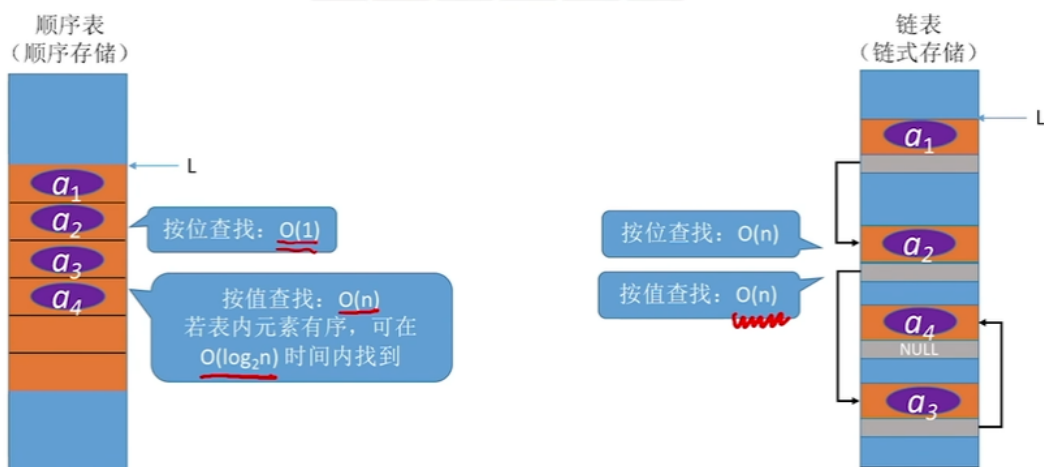 顺序表
（顺序存储）
L
a1
a2
a3
a4
按位查找：O(1)
按值查找：O(n)
若表内元素有序，可在
O(log₂n) 时间内找到
链表
（链式存储）
L
a1
按位查找：O(n)
a2
按值查找：O(n)
a4
NULL
a3